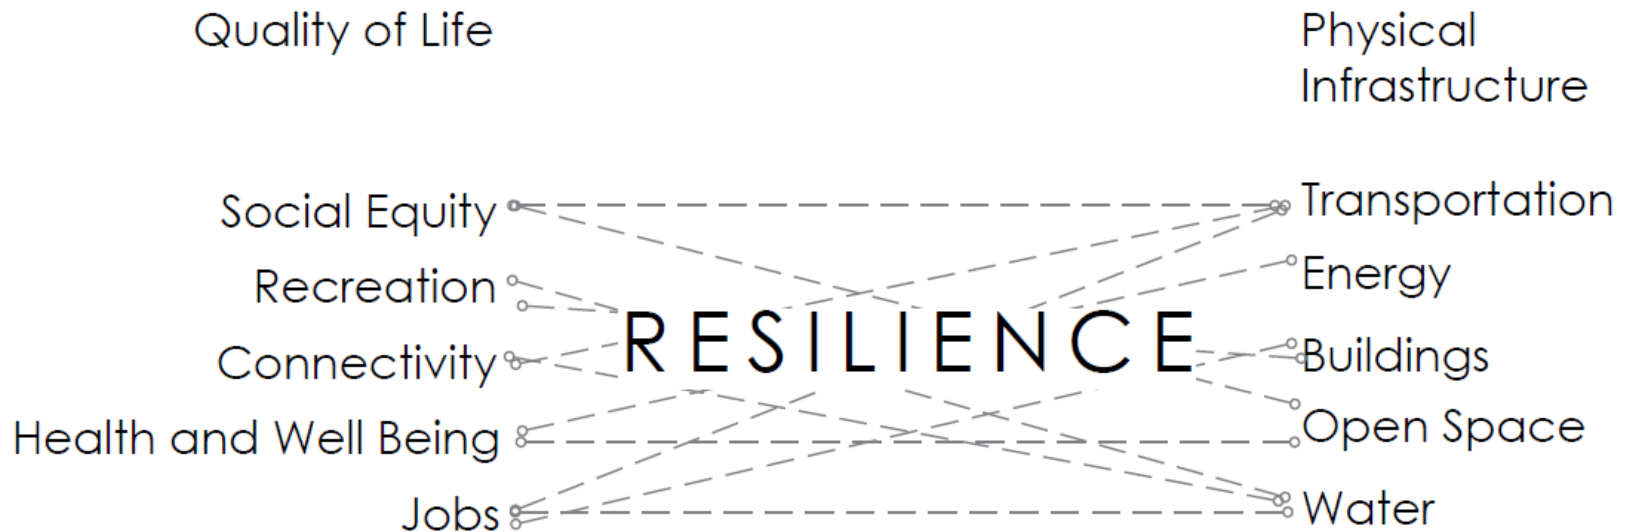 Quality of Life
Physical
Infrastructure
Social Equity
Transportation
Recreation
Energy
RESILIENCE
Connectivity
Buildings
Health and Well Being
Open Space
Jobs
Water